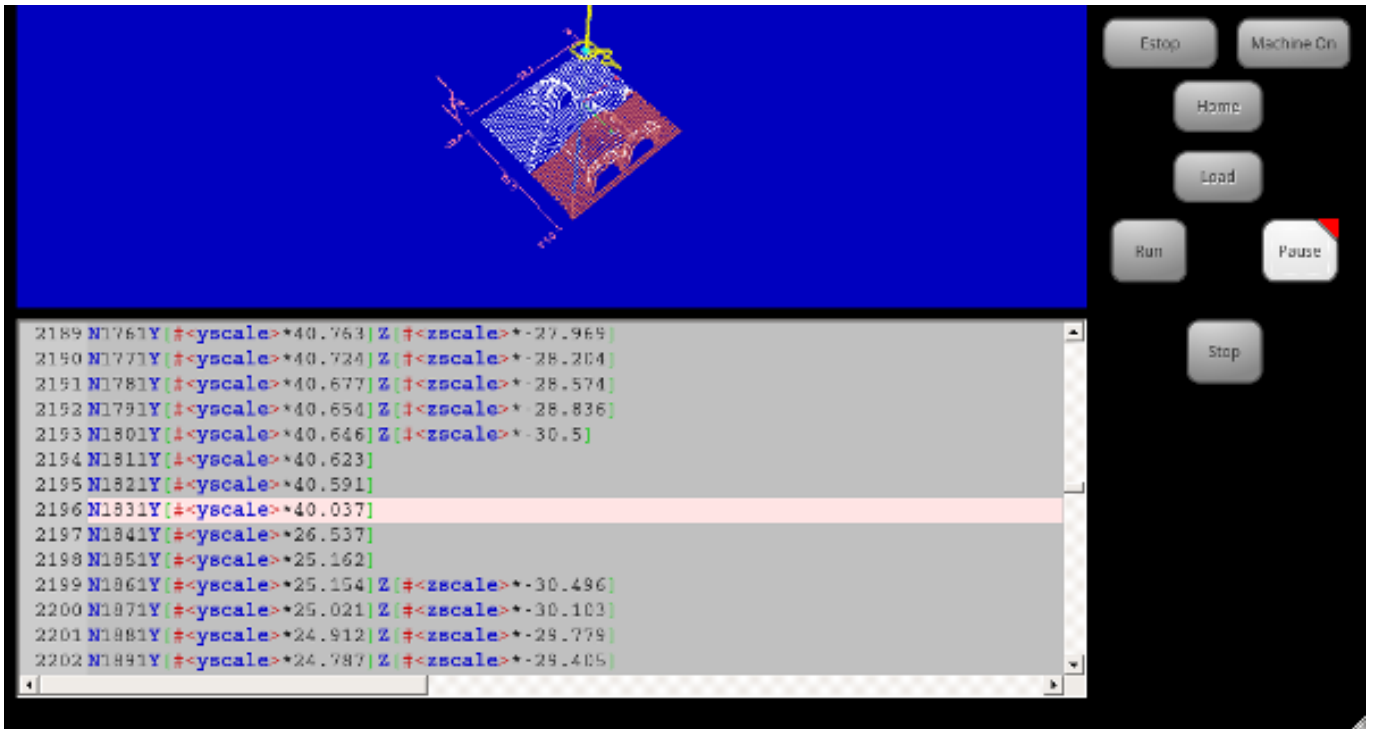 Estop
Machine On
Home
Load
Run
Pause
Stop
2189 N1761Y[#<yscale>*40.763]Z[#<zscale>*-27.969]
2190 N1771Y[#<yscale>*40.724]Z[#<zscale>*-28.204]
2191 N1781Y[#<yscale>*40.677]Z[#<zscale>*-28.574]
2192 N1791Y[#<yscale>*40.654]Z[#<zscale>*-28.836]
2193 N1801Y[#<yscale>*40.646]Z[#<zscale>*-30.5]
2194 N1811Y[#<yscale>*40.623]
2195 N1821Y[#<yscale>*40.591]
2196 N1831Y[#<yscale>*40.037]
2197 N1841Y[#<yscale>*26.537]
2198 N1851Y[#<yscale>*25.162]
2199 N1861Y[#<yscale>*25.154]Z[#<zscale>*-30.496]
2200 N1871Y[#<yscale>*25.021]Z[#<zscale>*-30.103]
2201 N1881Y[#<yscale>*24.912]Z[#<zscale>*-29.779]
2202 N1891Y[#<yscale>*24.787]Z[#<zscale>*-29.405]